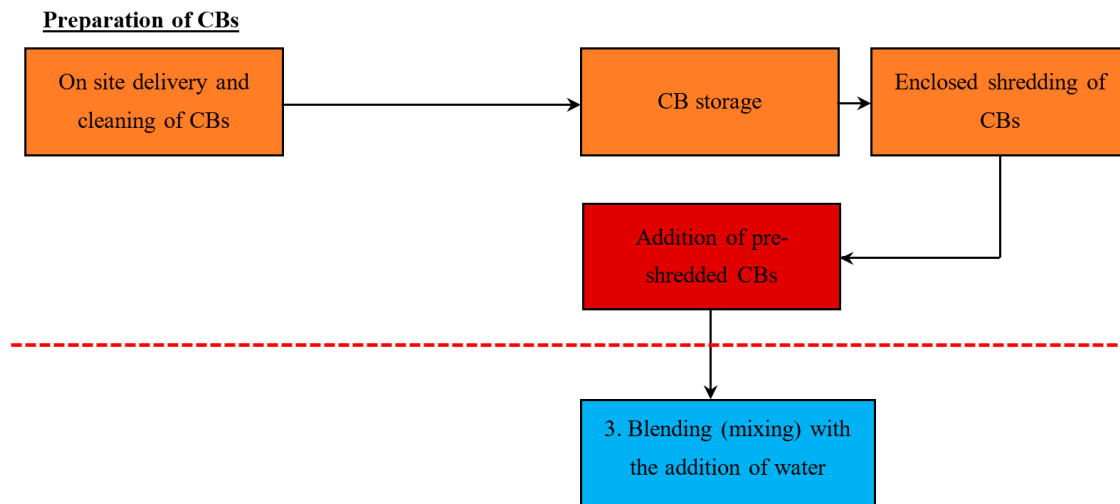 Preparation of CBs
On site delivery and
cleaning of CBs
CB storage
Enclosed shredding of
CBs
Addition of pre-
shredded CBs
3. Blending (mixing) with
the addition of water